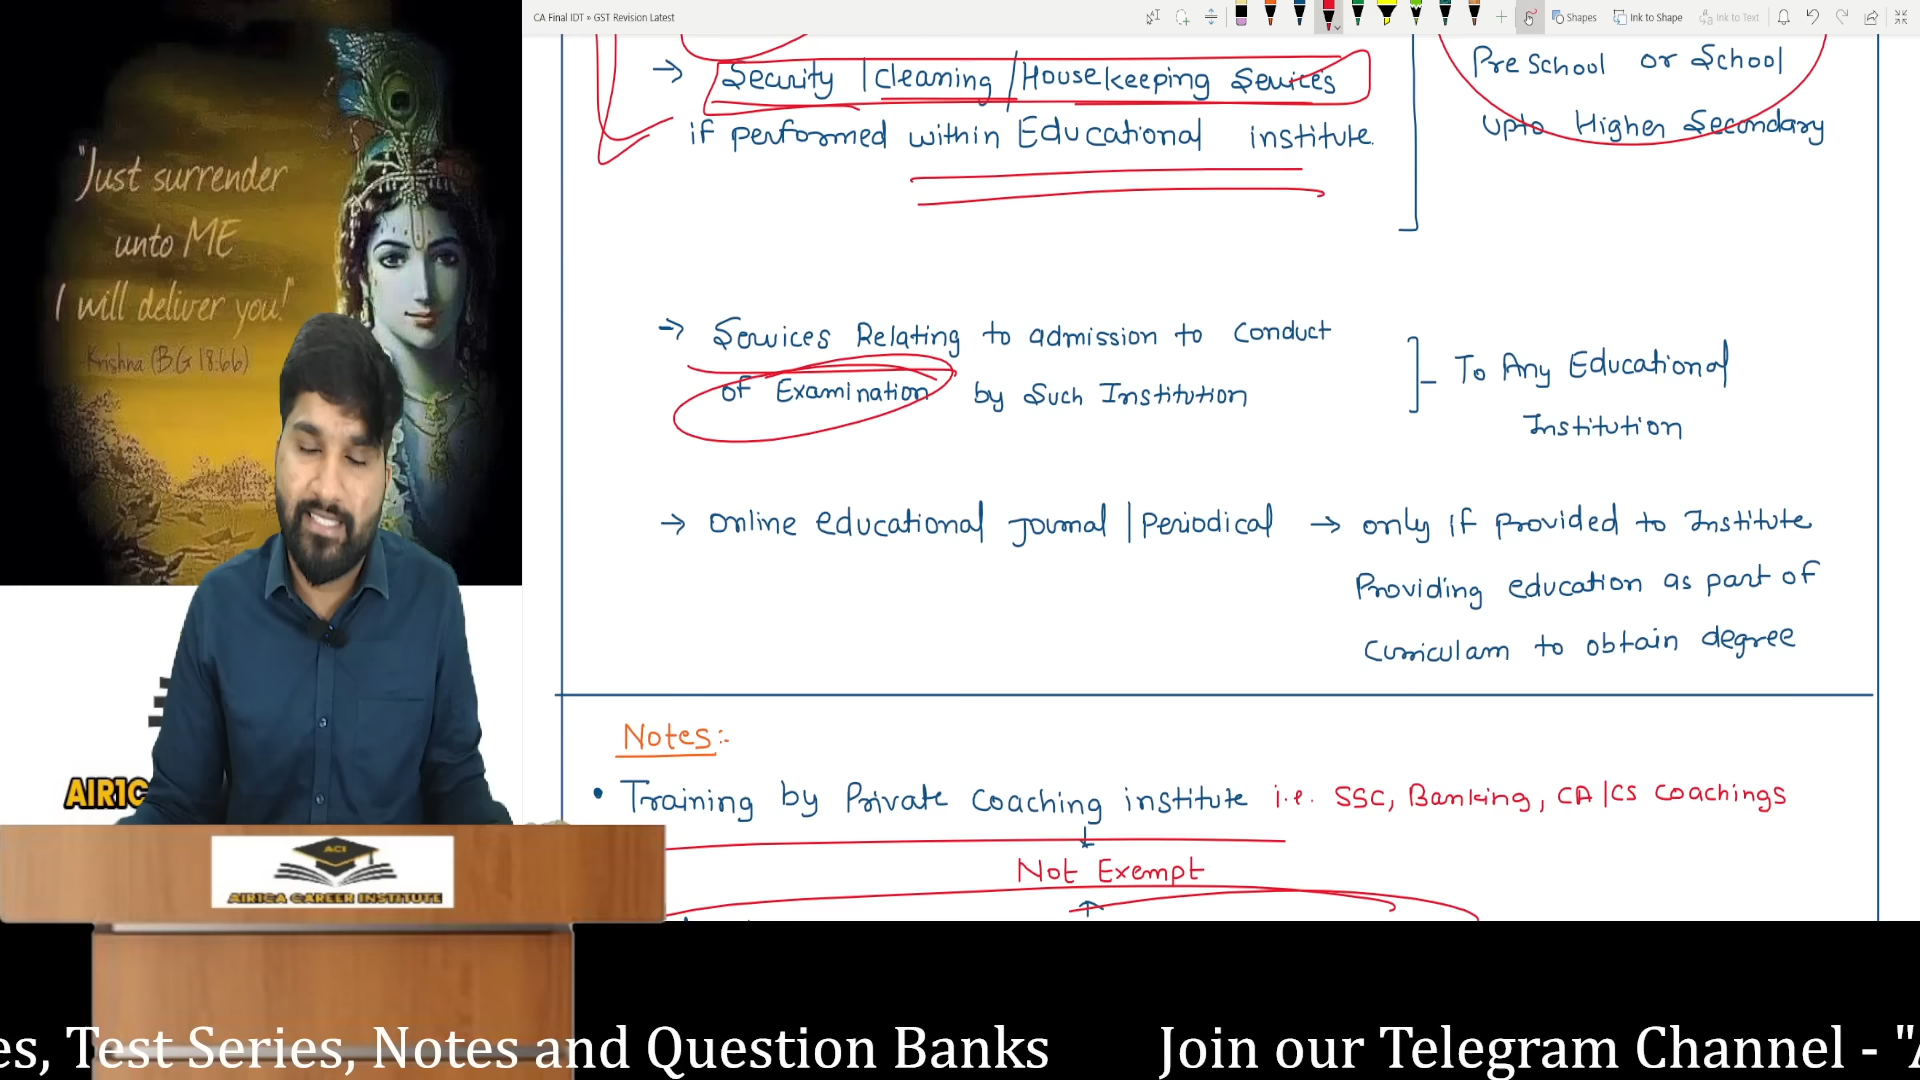 CA Final IDT » GST Revision Latest
Shapes
Ink to Shape
Ink to Text
"Just surrender
unto ME
I will deliver you!"
- Krishna (B.G 18.66)
→ Security | Cleaning / Housekeeping Services
if performed within Educational institute.
Pre School or School
upto Higher Secondary
→ Services Relating to admission to Conduct
of Examination by Such Institution
To Any Educational
Institution
→ Online educational Journal | Periodical → only if provided to Institute
Providing education as part of
Curriculam to obtain degree
Notes:-
• Training by Private Coaching institute i.e. SSC, Banking, CA/CS Coachings
Not Exempt
AIR1C
ACI
AIR1CA CAREER INSTITUTE
es, Test Series, Notes and Question Banks
Join our Telegram Channel - "A